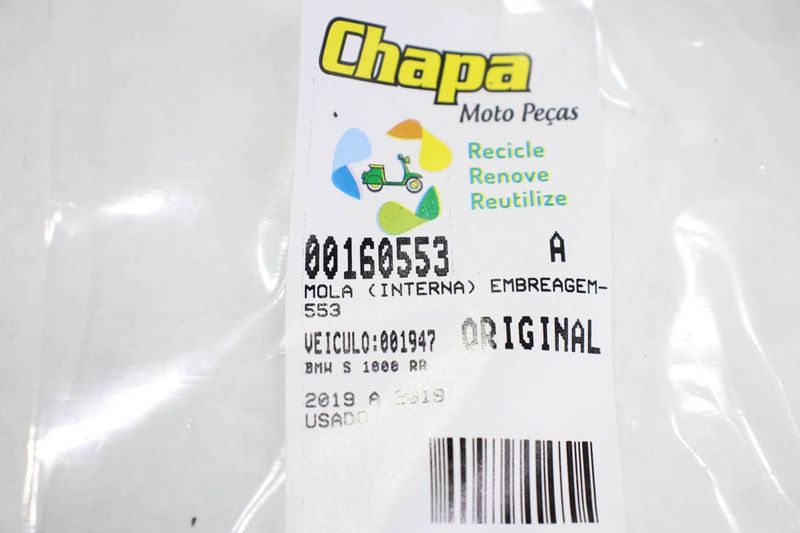 Chapa
Moto Peças
Recicle
Renove
Reutilize
00160553 A
MOLA (INTERNA) EMBREAGEM-
553
VEICULO:001947 ORIGINAL
BMW S 1000 RR
2019 A 2019
USADO